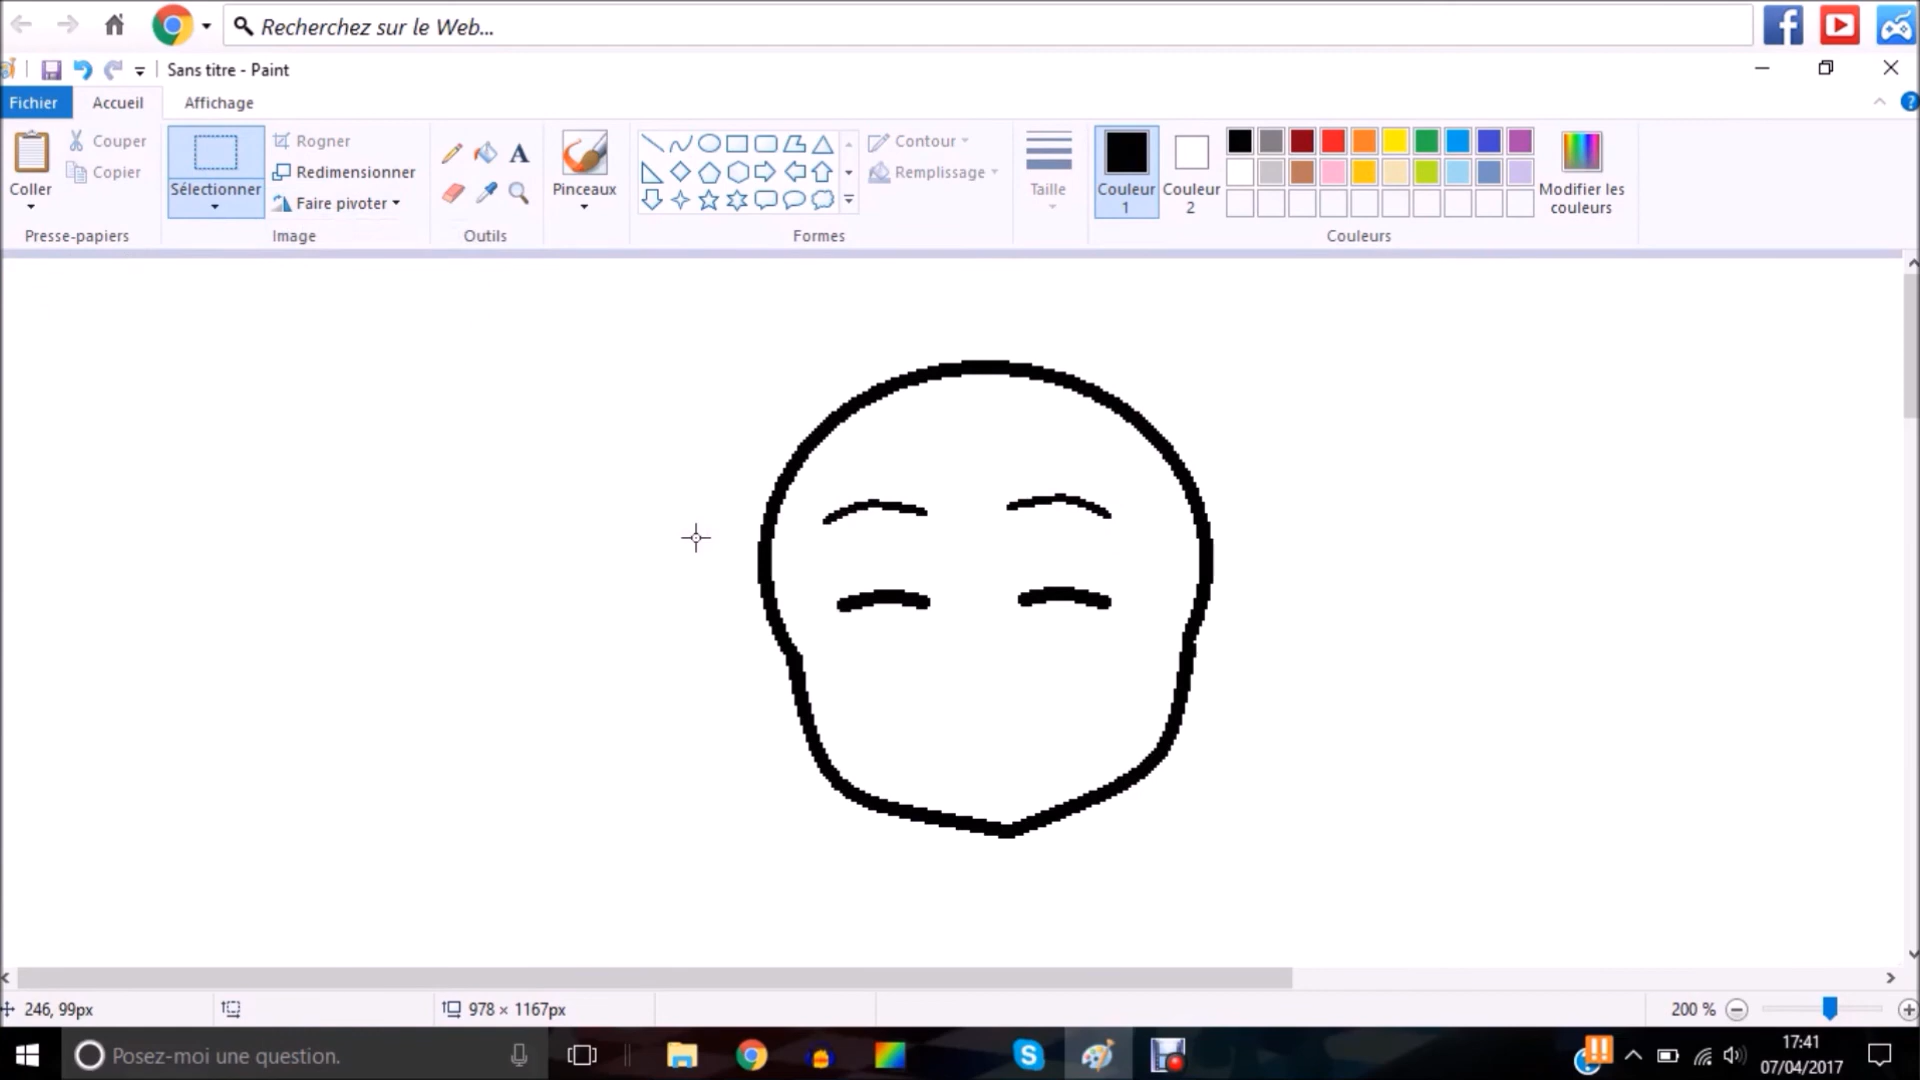 Recherchez sur le Web...
Sans titre - Paint
Fichier Accueil Affichage
Coller
Couper
Copier
Presse-papiers
Sélectionner
Rogner
Redimensionner
Faire pivoter
Image
Outils
Pinceaux
Contour
Remplissage
Formes
Taille
Couleur 1
Couleur 2
Modifier les couleurs
Couleurs
246, 99px
978 × 1167px
200 %
Posez-moi une question.
17:41
07/04/2017